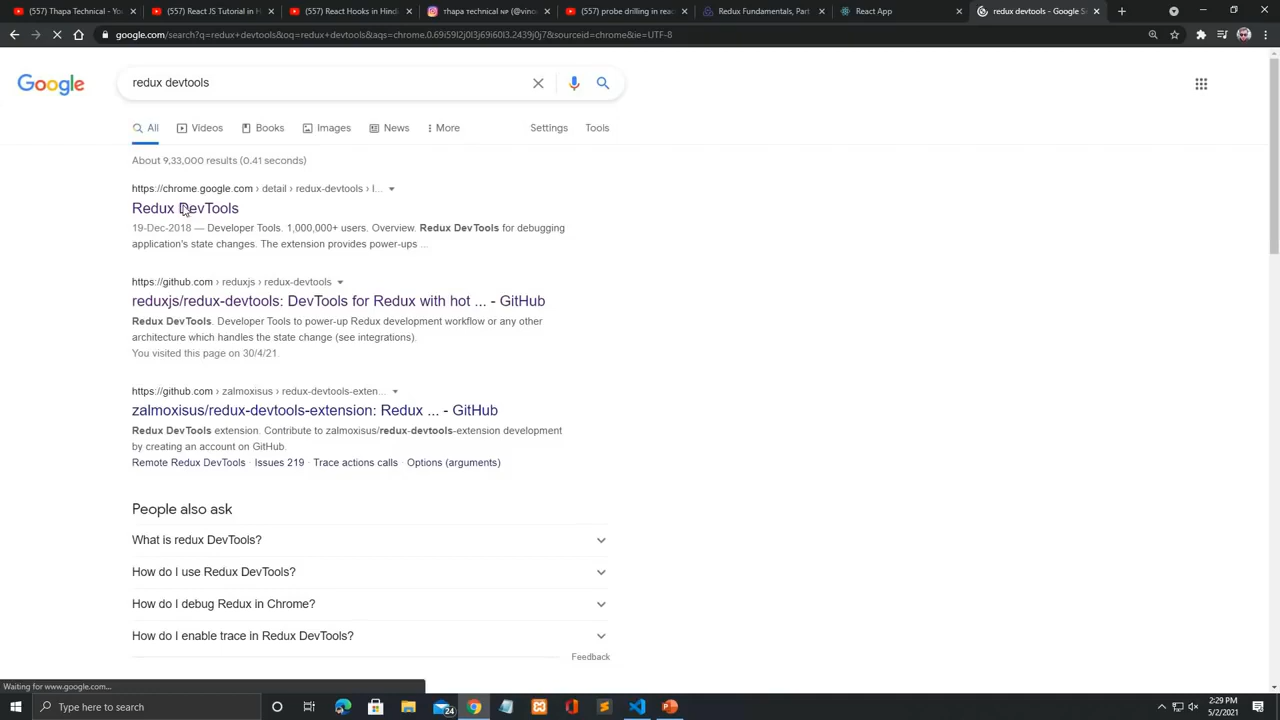 (557) Thapa Technical - Yo
(557) React JS Tutorial in H
(557) React Hooks in Hindi
thapa technical NP (@vino
(557) probe drilling in reac
Redux Fundamentals, Part
React App
redux devtools - Google Se
google.com/search?q=redux+devtools&oq=redux+devtools&aqs=chrome.0.69i59l2j0l3j69i60l3.2439j0j7&sourceid=chrome&ie=UTF-8
Google
redux devtools
All
Videos
Books
Images
News
More
Settings
Tools
About 9,33,000 results (0.41 seconds)
https://chrome.google.com › detail › redux-devtools › l...
Redux DevTools
19-Dec-2018 — Developer Tools. 1,000,000+ users. Overview. Redux DevTools for debugging
application's state changes. The extension provides power-ups ...
https://github.com › reduxjs › redux-devtools
reduxjs/redux-devtools: DevTools for Redux with hot ... - GitHub
Redux DevTools. Developer Tools to power-up Redux development workflow or any other
architecture which handles the state change (see integrations).
You visited this page on 30/4/21.
https://github.com › zalmoxisus › redux-devtools-exten...
zalmoxisus/redux-devtools-extension: Redux ... - GitHub
Redux DevTools extension. Contribute to zalmoxisus/redux-devtools-extension development
by creating an account on GitHub.
Remote Redux DevTools · Issues 219 · Trace actions calls · Options (arguments)
People also ask
What is redux DevTools?
How do I use Redux DevTools?
How do I debug Redux in Chrome?
How do I enable trace in Redux DevTools?
Feedback
Waiting for www.google.com...
Type here to search
24
2:29 PM
5/2/2021